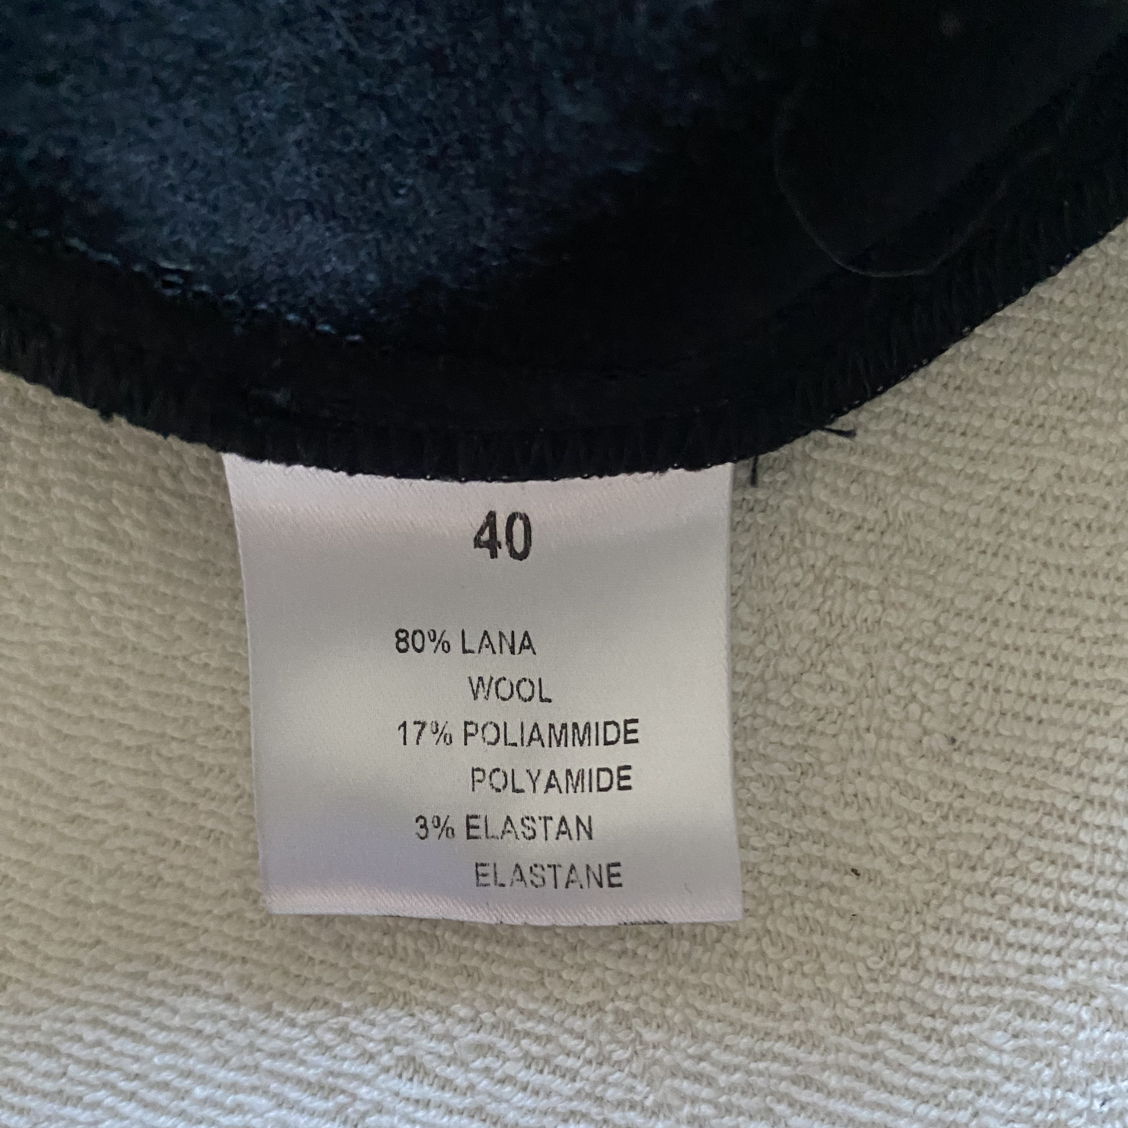 40
80% LANA
WOOL
17% POLIAMMIDE
POLYAMIDE
3% ELASTAN
ELASTANE